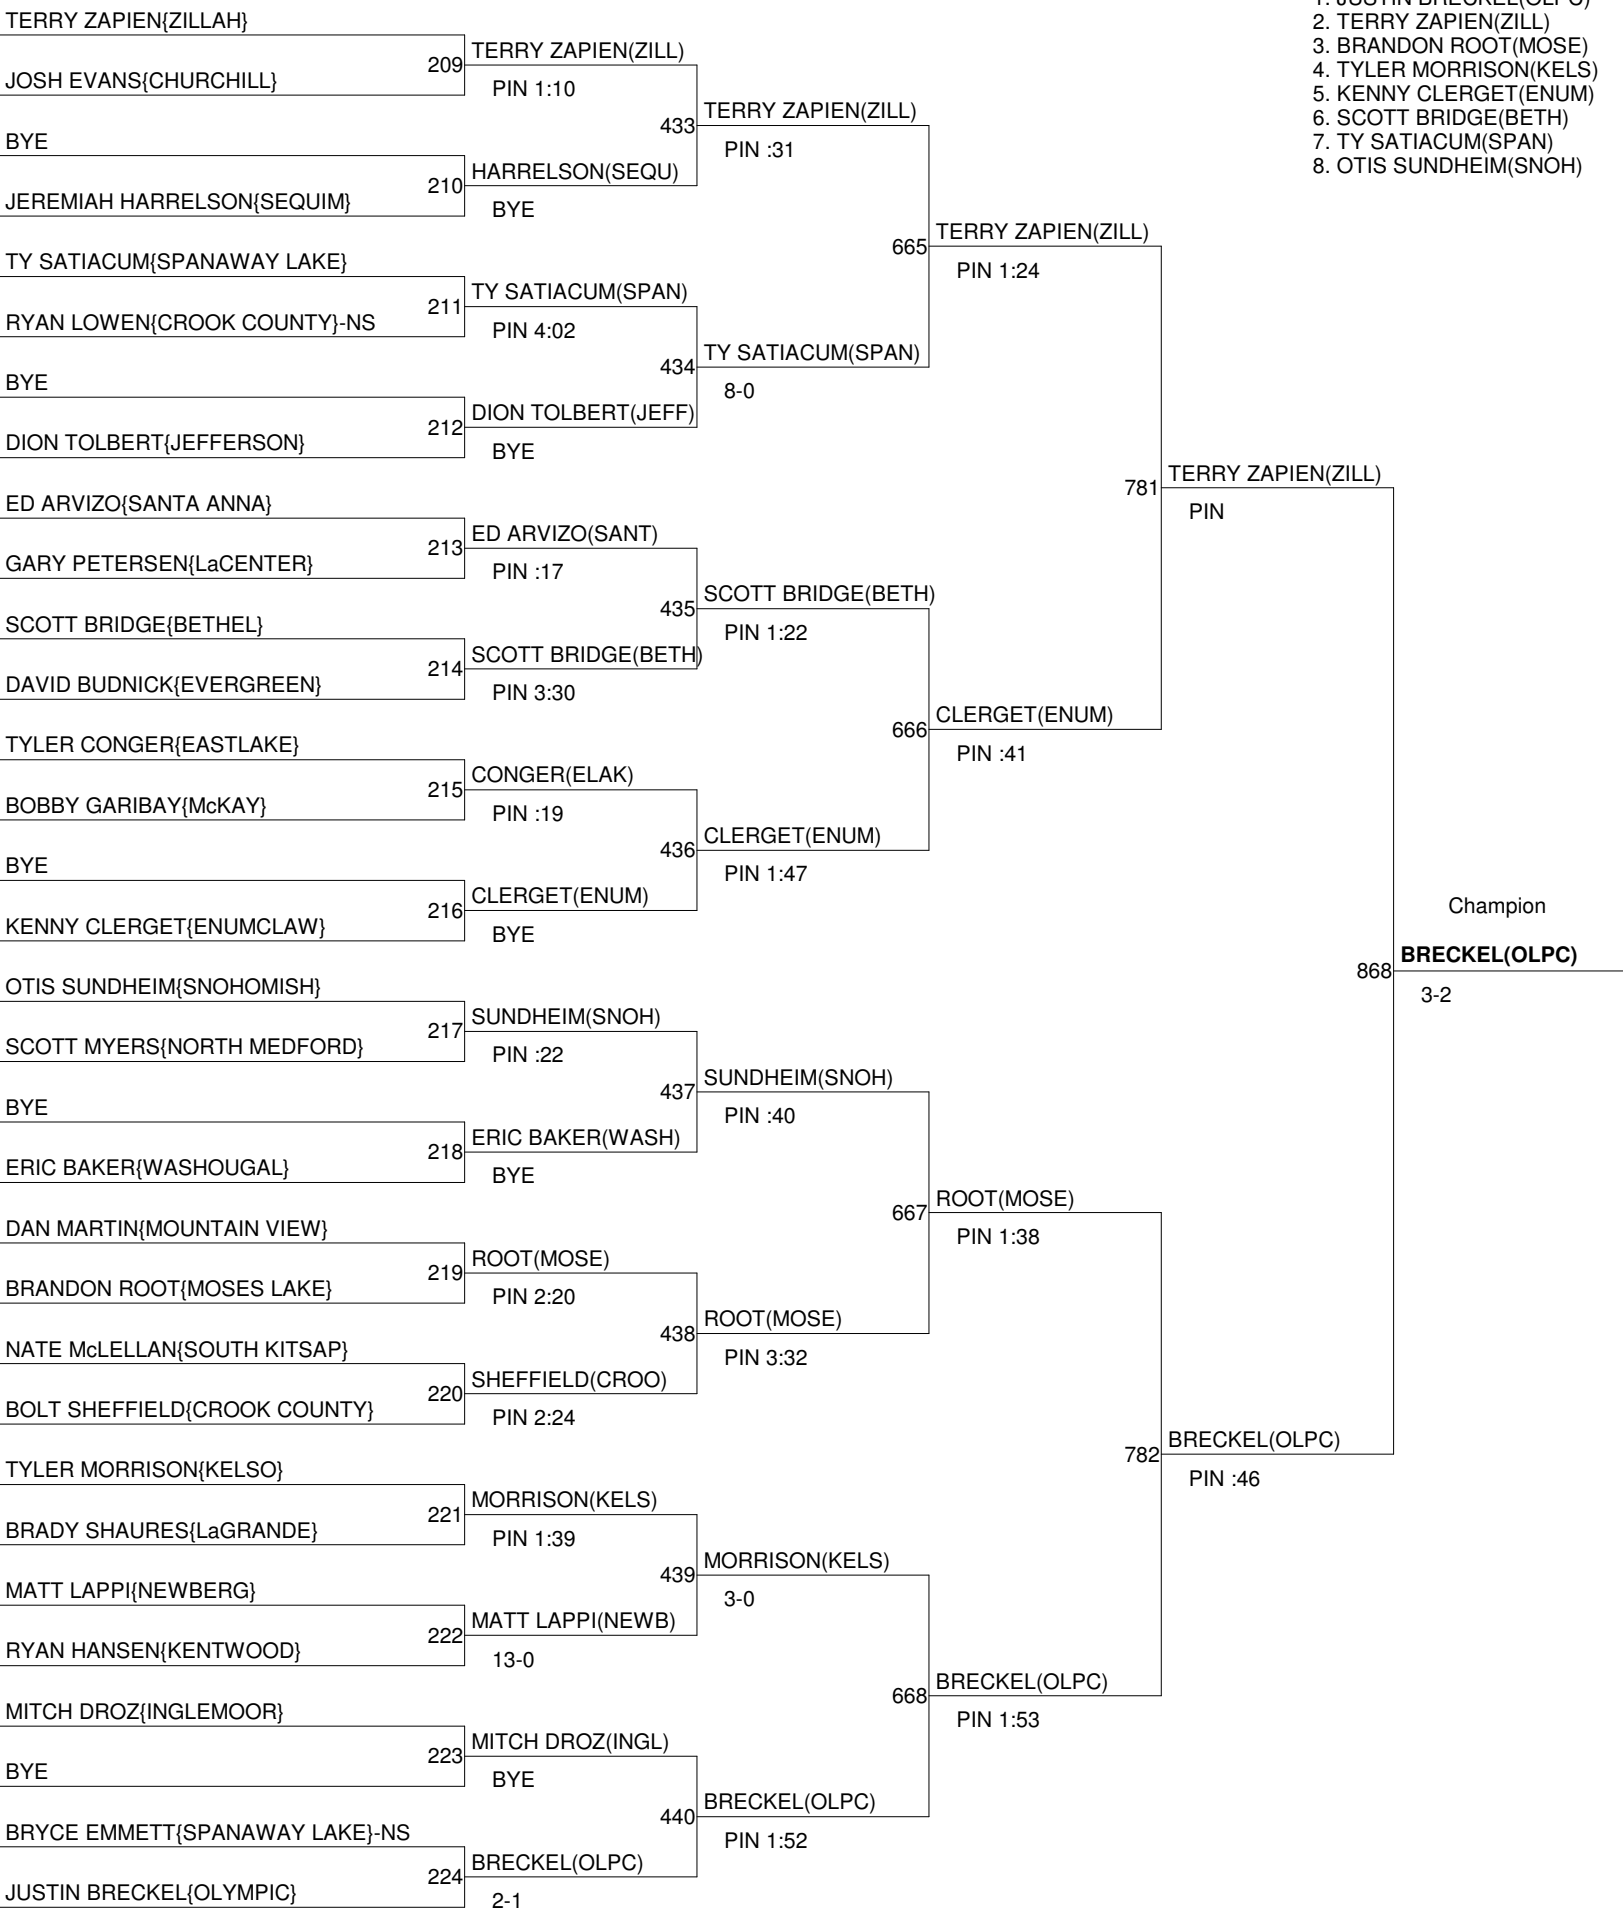 1. JUSTIN BRECKEL(OLPC)
2. TERRY ZAPIEN(ZILL)
3. BRANDON ROOT(MOSE)
4. TYLER MORRISON(KELS)
5. KENNY CLERGET(ENUM)
6. SCOTT BRIDGE(BETH)
7. TY SATIACUM(SPAN)
8. OTIS SUNDHEIM(SNOH)
TERRY ZAPIEN{ZILLAH}
JOSH EVANS{CHURCHILL}
BYE
JEREMIAH HARRELSON{SEQUIM}
TY SATIACUM{SPANAWAY LAKE}
RYAN LOWEN{CROOK COUNTY}-NS
BYE
DION TOLBERT{JEFFERSON}
ED ARVIZO{SANTA ANNA}
GARY PETERSEN{LaCENTER}
SCOTT BRIDGE{BETHEL}
DAVID BUDNICK{EVERGREEN}
TYLER CONGER{EASTLAKE}
BOBBY GARIBAY{McKAY}
BYE
KENNY CLERGET{ENUMCLAW}
OTIS SUNDHEIM{SNOHOMISH}
SCOTT MYERS{NORTH MEDFORD}
BYE
ERIC BAKER{WASHOUGAL}
DAN MARTIN{MOUNTAIN VIEW}
BRANDON ROOT{MOSES LAKE}
NATE McLELLAN{SOUTH KITSAP}
BOLT SHEFFIELD{CROOK COUNTY}
TYLER MORRISON{KELSO}
BRADY SHAURES{LaGRANDE}
MATT LAPPI{NEWBERG}
RYAN HANSEN{KENTWOOD}
MITCH DROZ{INGLEMOOR}
BYE
BRYCE EMMETT{SPANAWAY LAKE}-NS
JUSTIN BRECKEL{OLYMPIC}
209 TERRY ZAPIEN(ZILL)
PIN 1:10
210 HARRELSON(SEQU)
BYE
211 TY SATIACUM(SPAN)
PIN 4:02
212 DION TOLBERT(JEFF)
BYE
213 ED ARVIZO(SANT)
PIN :17
214 SCOTT BRIDGE(BETH)
PIN 3:30
215 CONGER(ELAK)
PIN :19
216 CLERGET(ENUM)
BYE
217 SUNDHEIM(SNOH)
PIN :22
218 ERIC BAKER(WASH)
BYE
219 ROOT(MOSE)
PIN 2:20
220 SHEFFIELD(CROO)
PIN 2:24
221 MORRISON(KELS)
PIN 1:39
222 MATT LAPPI(NEWB)
13-0
223 MITCH DROZ(INGL)
BYE
224 BRECKEL(OLPC)
2-1
433 TERRY ZAPIEN(ZILL)
PIN :31
434 TY SATIACUM(SPAN)
8-0
435 SCOTT BRIDGE(BETH)
PIN 1:22
436 CLERGET(ENUM)
PIN 1:47
437 SUNDHEIM(SNOH)
PIN :40
438 ROOT(MOSE)
PIN 3:32
439 MORRISON(KELS)
3-0
440 BRECKEL(OLPC)
PIN 1:52
665 TERRY ZAPIEN(ZILL)
PIN 1:24
666 CLERGET(ENUM)
PIN :41
667 ROOT(MOSE)
PIN 1:38
668 BRECKEL(OLPC)
PIN 1:53
781 TERRY ZAPIEN(ZILL)
PIN
782 BRECKEL(OLPC)
PIN :46
Champion
868 BRECKEL(OLPC)
3-2